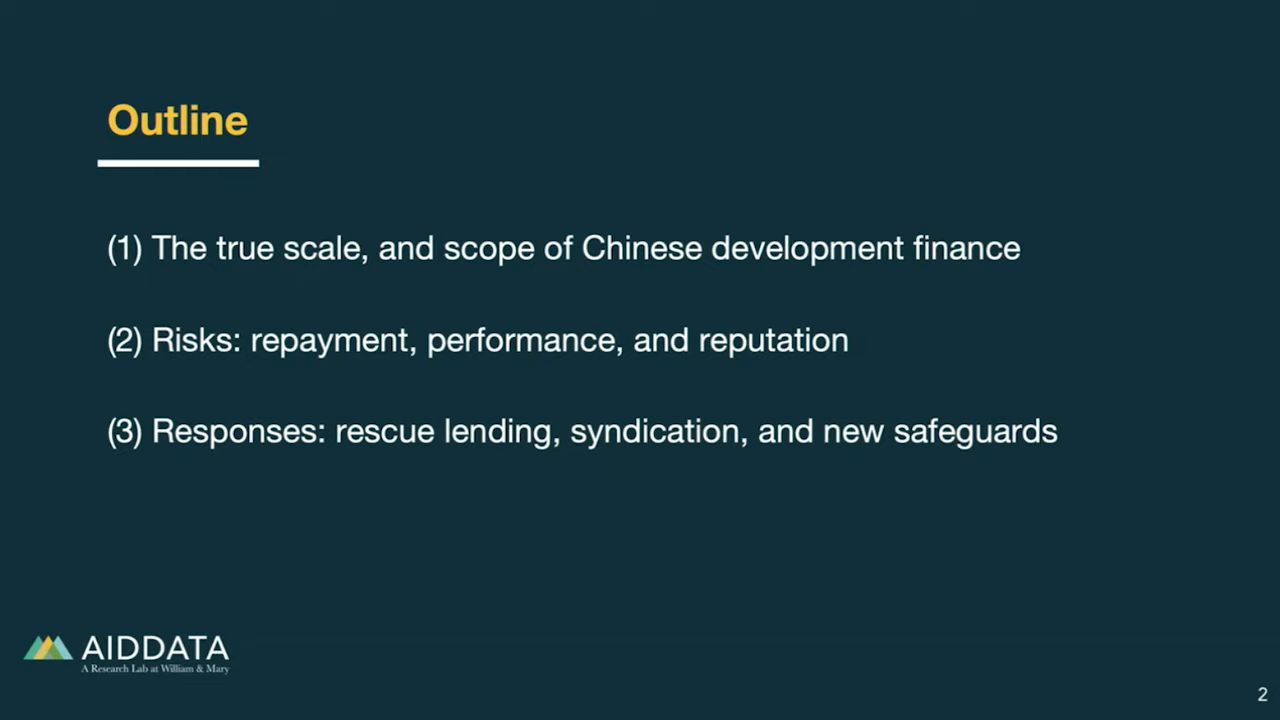 Outline
(1) The true scale, and scope of Chinese development finance
(2) Risks: repayment, performance, and reputation
(3) Responses: rescue lending, syndication, and new safeguards
AIDDATA
A Research Lab at William & Mary
2